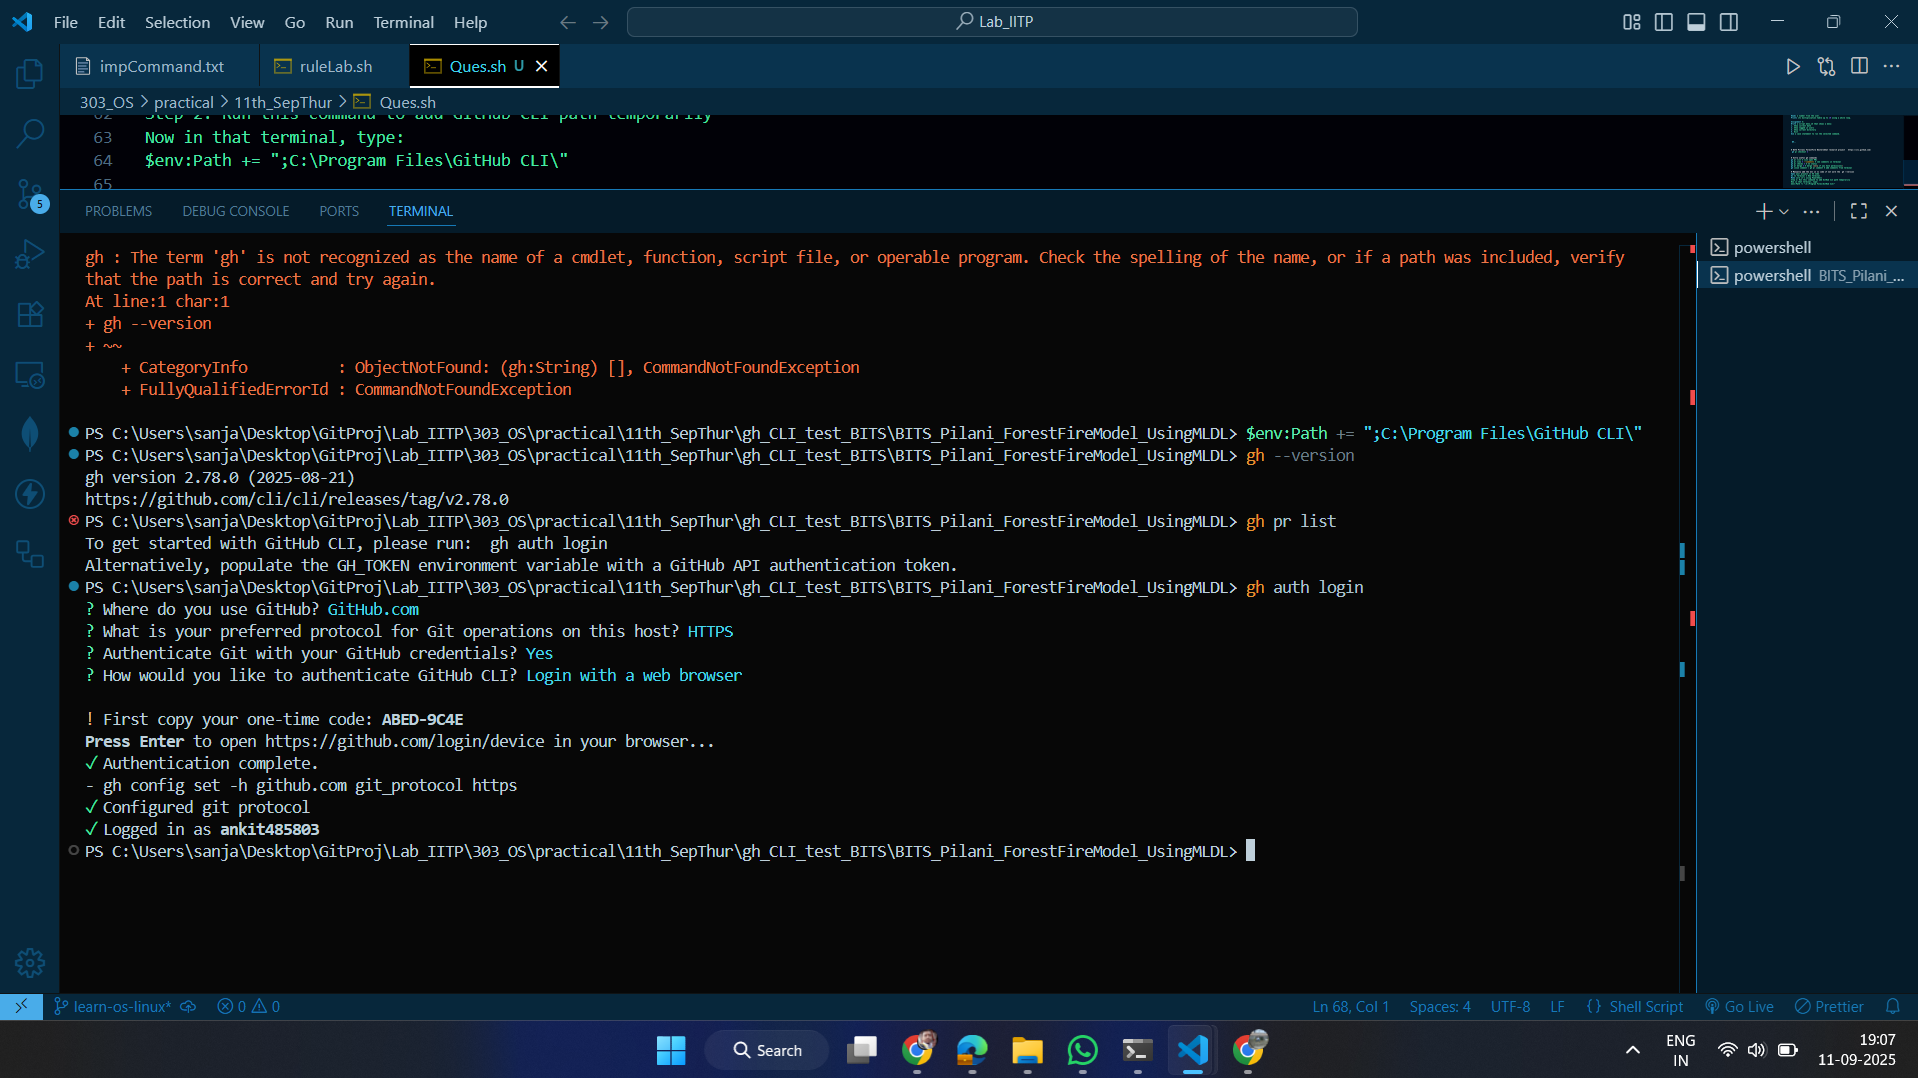 File Edit Selection View Go Run Terminal Help
Lab_IITP
impCommand.txt
ruleLab.sh
Ques.sh U
303_OS > practical > 11th_SepThur > Ques.sh
62 Step 2: Run this command to add GitHub CLI path temporarily
63 Now in that terminal, type:
64 $env:Path += ";C:\Program Files\GitHub CLI\"
65
5
PROBLEMS DEBUG CONSOLE PORTS TERMINAL
gh : The term 'gh' is not recognized as the name of a cmdlet, function, script file, or operable program. Check the spelling of the name, or if a path was included, verify
that the path is correct and try again.
At line:1 char:1
+ gh --version
+ ~~
+ CategoryInfo : ObjectNotFound: (gh:String) [], CommandNotFoundException
+ FullyQualifiedErrorId : CommandNotFoundException
PS C:\Users\sanja\Desktop\GitProj\Lab_IITP\303_OS\practical\11th_SepThur\gh_CLI_test_BITS\BITS_Pilani_ForestFireModel_UsingMLDL> $env:Path += ";C:\Program Files\GitHub CLI\"
PS C:\Users\sanja\Desktop\GitProj\Lab_IITP\303_OS\practical\11th_SepThur\gh_CLI_test_BITS\BITS_Pilani_ForestFireModel_UsingMLDL> gh --version
gh version 2.78.0 (2025-08-21)
https://github.com/cli/cli/releases/tag/v2.78.0
PS C:\Users\sanja\Desktop\GitProj\Lab_IITP\303_OS\practical\11th_SepThur\gh_CLI_test_BITS\BITS_Pilani_ForestFireModel_UsingMLDL> gh pr list
To get started with GitHub CLI, please run:  gh auth login
Alternatively, populate the GH_TOKEN environment variable with a GitHub API authentication token.
PS C:\Users\sanja\Desktop\GitProj\Lab_IITP\303_OS\practical\11th_SepThur\gh_CLI_test_BITS\BITS_Pilani_ForestFireModel_UsingMLDL> gh auth login
? Where do you use GitHub? GitHub.com
? What is your preferred protocol for Git operations on this host? HTTPS
? Authenticate Git with your GitHub credentials? Yes
? How would you like to authenticate GitHub CLI? Login with a web browser
! First copy your one-time code: ABED-9C4E
Press Enter to open https://github.com/login/device in your browser...
✓ Authentication complete.
- gh config set -h github.com git_protocol https
✓ Configured git protocol
✓ Logged in as ankit485803
PS C:\Users\sanja\Desktop\GitProj\Lab_IITP\303_OS\practical\11th_SepThur\gh_CLI_test_BITS\BITS_Pilani_ForestFireModel_UsingMLDL>
powershell
powershell BITS_Pilani_...
learn-os-linux* 0 0
Ln 68, Col 1 Spaces: 4 UTF-8 LF {} Shell Script Go Live Prettier
Search
ENG
IN
19:07
11-09-2025